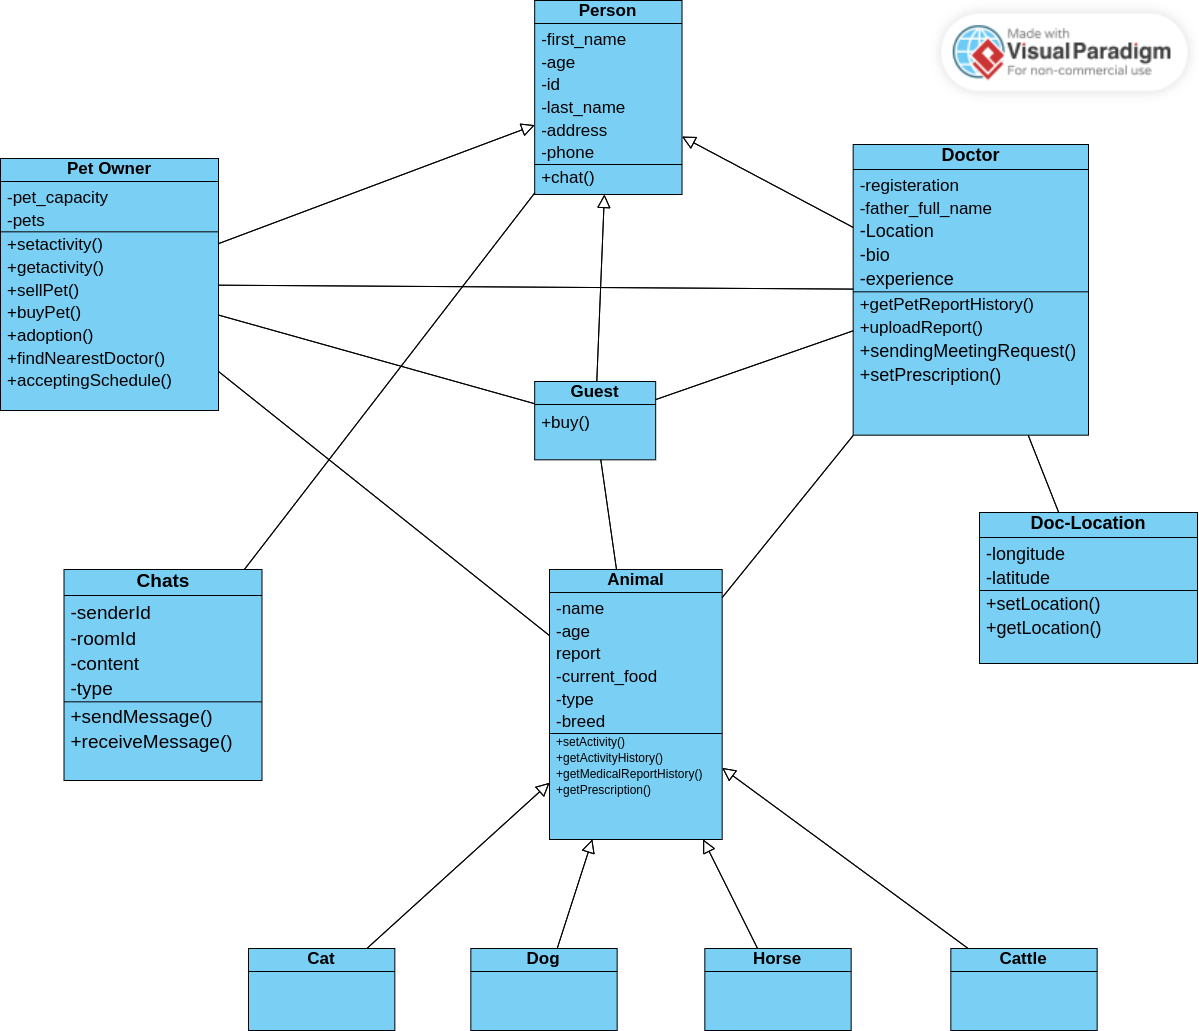 Person
-first_name
-age
-id
-last_name
-address
-phone
+chat()
Made with
Visual Paradigm
For non-commercial use
Pet Owner
-pet_capacity
-pets
+setactivity()
+getactivity()
+sellPet()
+buyPet()
+adoption()
+findNearestDoctor()
+acceptingSchedule()
Doctor
-registeration
-father_full_name
-Location
-bio
-experience
+getPetReportHistory()
+uploadReport()
+sendingMeetingRequest()
+setPrescription()
Guest
+buy()
Doc-Location
-longitude
-latitude
+setLocation()
+getLocation()
Chats
-senderId
-roomId
-content
-type
+sendMessage()
+receiveMessage()
Animal
-name
-age
report
-current_food
-type
-breed
+setActivity()
+getActivityHistory()
+getMedicalReportHistory()
+getPrescription()
Cat
Dog
Horse
Cattle